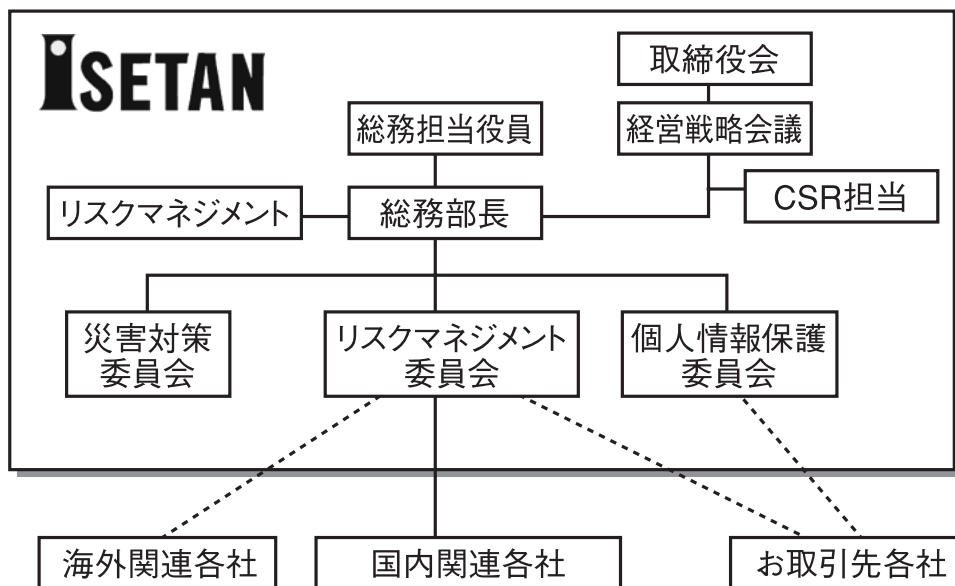 ISETAN
取締役会
総務担当役員
経営戦略会議
CSR担当
リスクマネジメント
総務部長
災害対策
委員会
リスクマネジメント
委員会
個人情報保護
委員会
海外関連各社
国内関連各社
お取引先各社